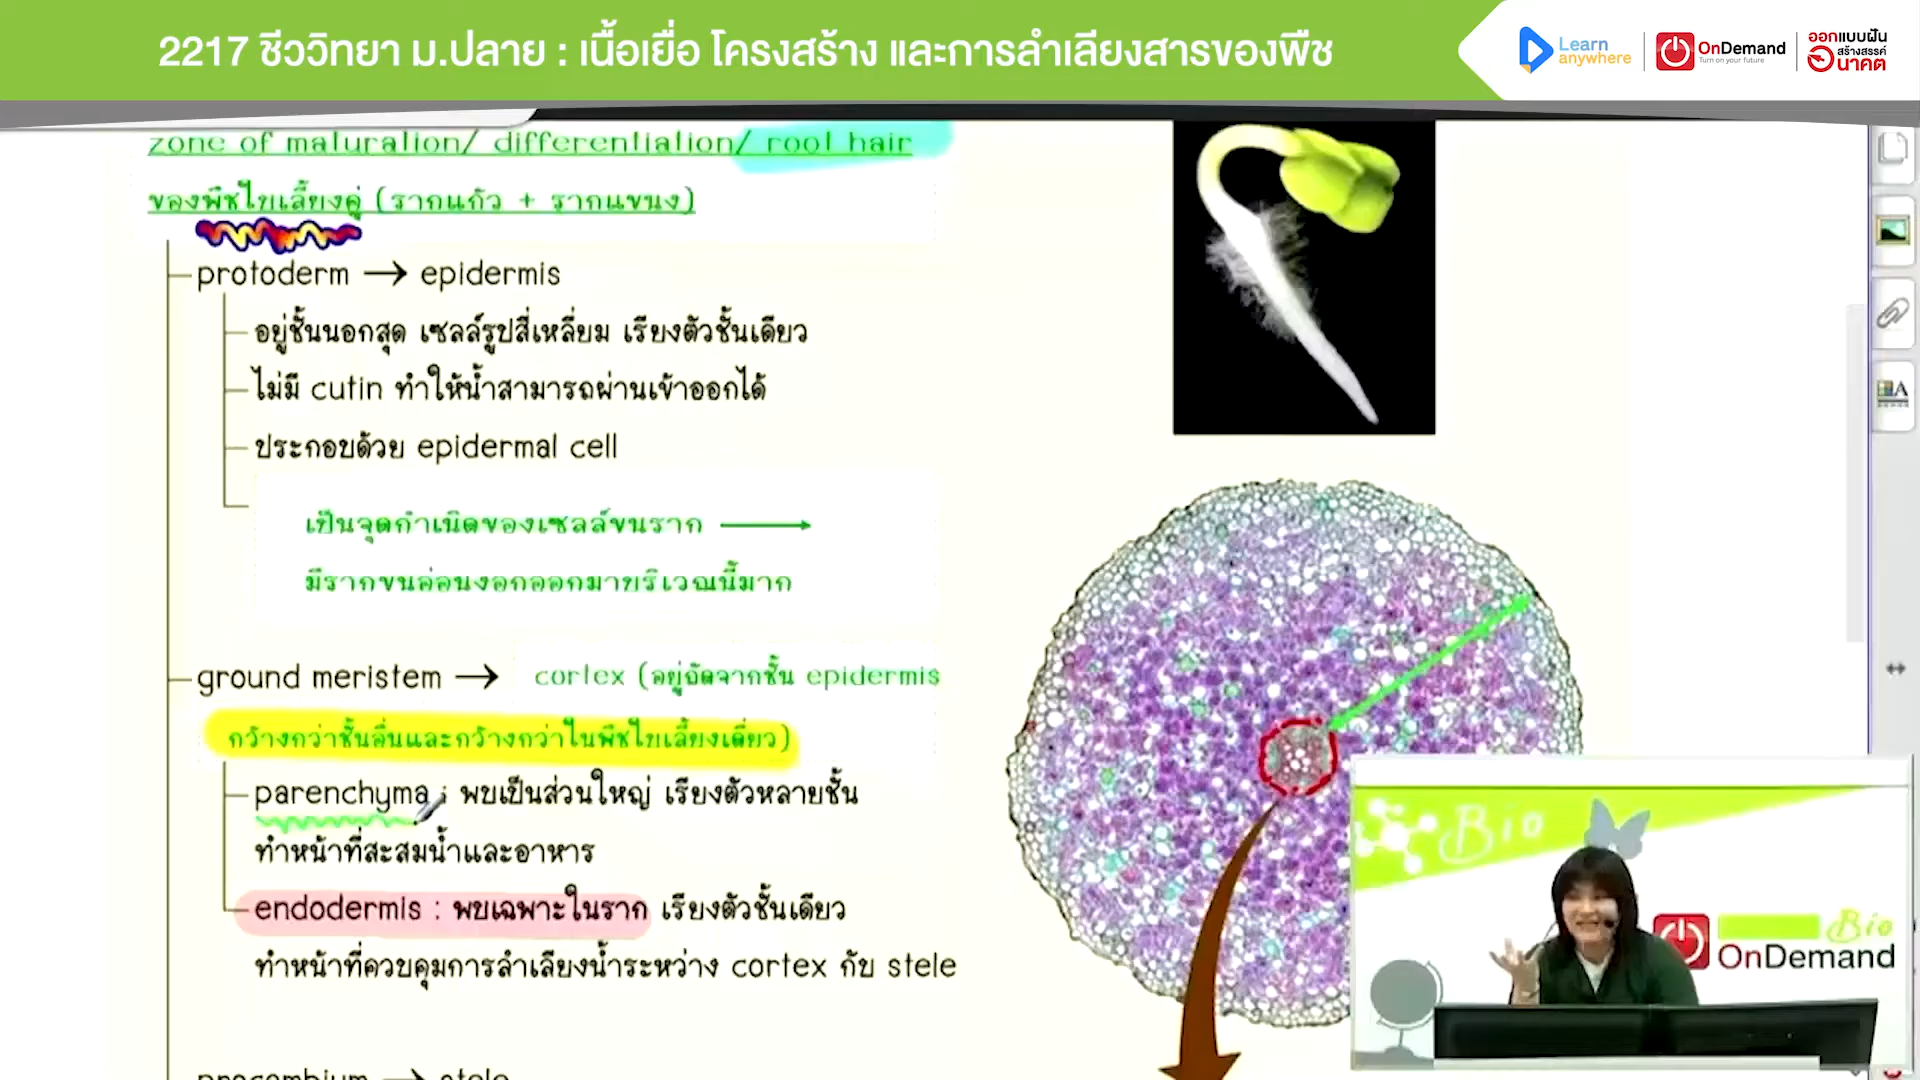 2217 ชีววิทยา ม.ปลาย : เนื้อเยื่อ โครงสร้าง และการลำเลียงสารของพืช
Learn anywhere
OnDemand
Turn on your future
ออกแบบฝัน
สร้างสรรค์
อนาคต
zone of maturation/ differentiation/ root hair
ของพืชใบเลี้ยงคู่ (รากแก้ว + รากแขนง)
protoderm → epidermis
อยู่ชั้นนอกสุด เซลล์รูปสี่เหลี่ยม เรียงตัวชั้นเดียว
ไม่มี cutin ทำให้น้ำสามารถผ่านเข้าออกได้
ประกอบด้วย epidermal cell
เป็นจุดกำเนิดของเซลล์ขนราก →
มีรากขนอ่อนงอกออกมาบริเวณนี้มาก
ground meristem → cortex (อยู่ถัดจากชั้น epidermis
กว้างกว่าชั้นอื่นและกว้างกว่าในพืชใบเลี้ยงเดี่ยว)
parenchyma : พบเป็นส่วนใหญ่ เรียงตัวหลายชั้น
ทำหน้าที่สะสมน้ำและอาหาร
endodermis : พบเฉพาะในราก เรียงตัวชั้นเดียว
ทำหน้าที่ควบคุมการลำเลียงน้ำระหว่าง cortex กับ stele
procambium → stele
Bio
Bio
OnDemand